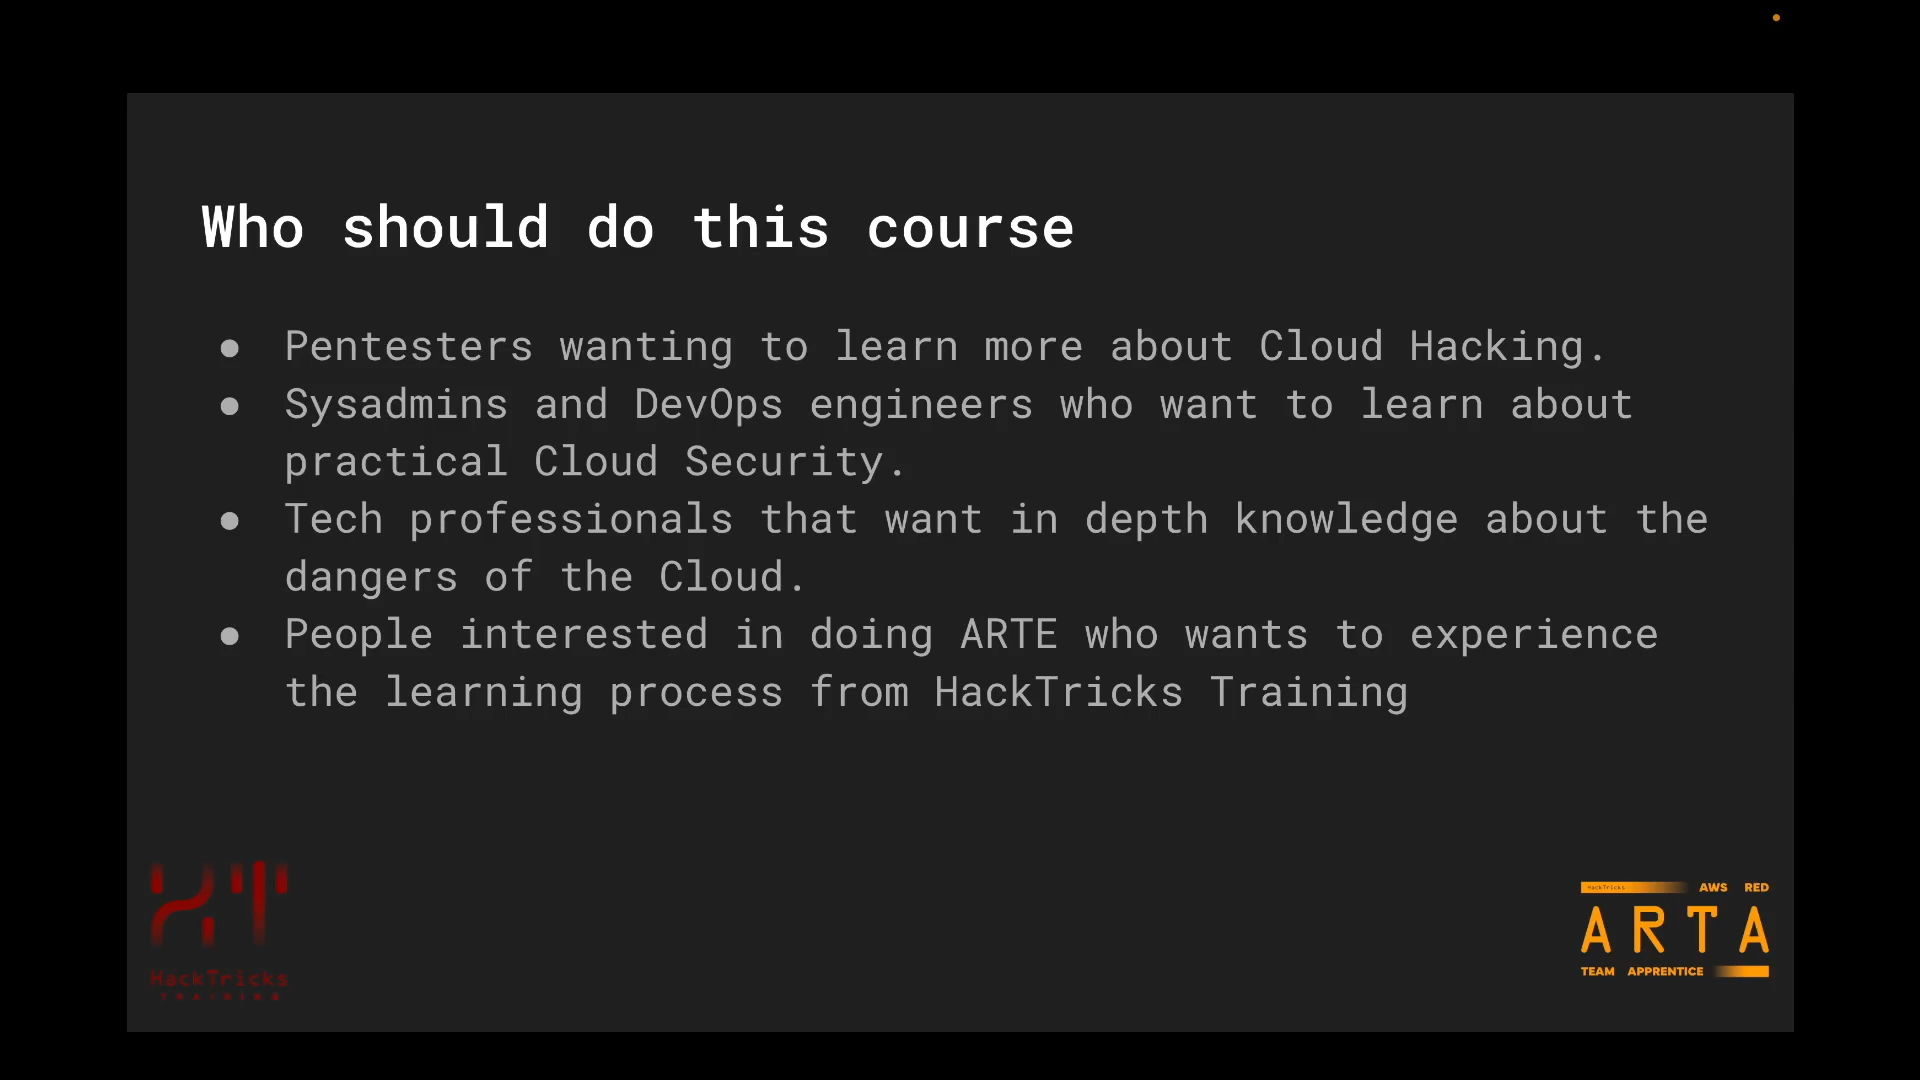 Who should do this course
● Pentesters wanting to learn more about Cloud Hacking.
● Sysadmins and DevOps engineers who want to learn about
practical Cloud Security.
● Tech professionals that want in depth knowledge about the
dangers of the Cloud.
● People interested in doing ARTE who wants to experience
the learning process from HackTricks Training
HackTricks
TRAINING
HackTricks AWS RED
ARTA
TEAM APPRENTICE